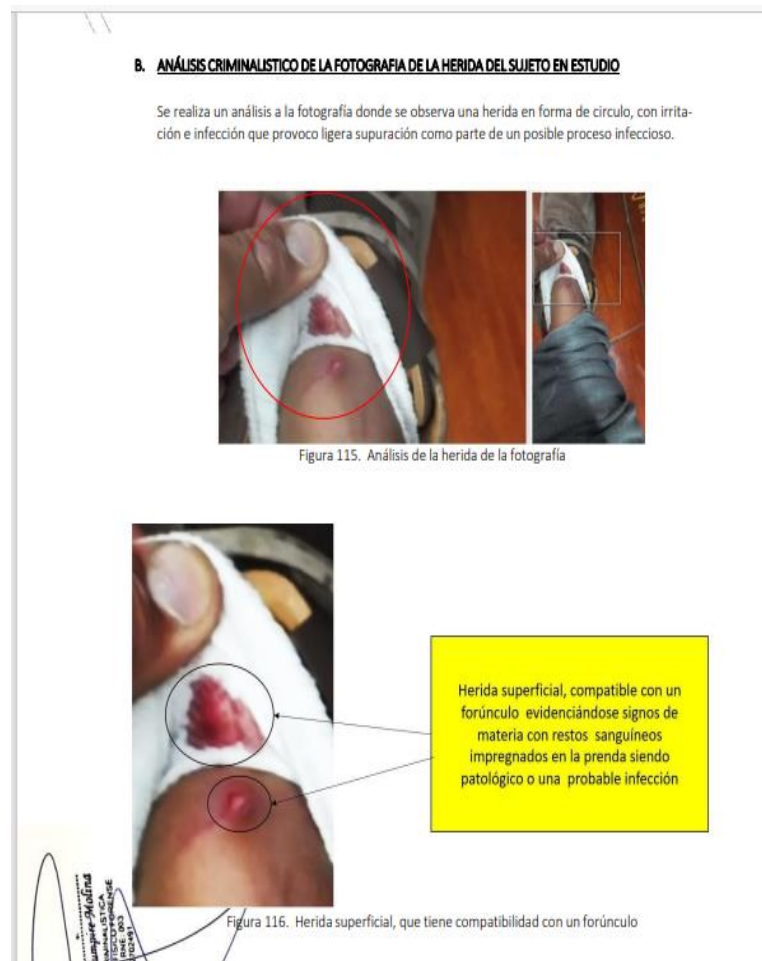 B. ANÁLISIS CRIMINALISTICO DE LA FOTOGRAFIA DE LA HERIDA DEL SUJETO EN ESTUDIO
Se realiza un análisis a la fotografía donde se observa una herida en forma de circulo, con irrita-
ción e infección que provoco ligera supuración como parte de un posible proceso infeccioso.
Figura 115. Análisis de la herida de la fotografía
Herida superficial, compatible con un
forúnculo evidenciándose signos de
materia con restos sanguíneos
impregnados en la prenda siendo
patológico o una probable infección
Figura 116. Herida superficial, que tiene compatibilidad con un forúnculo
Molina